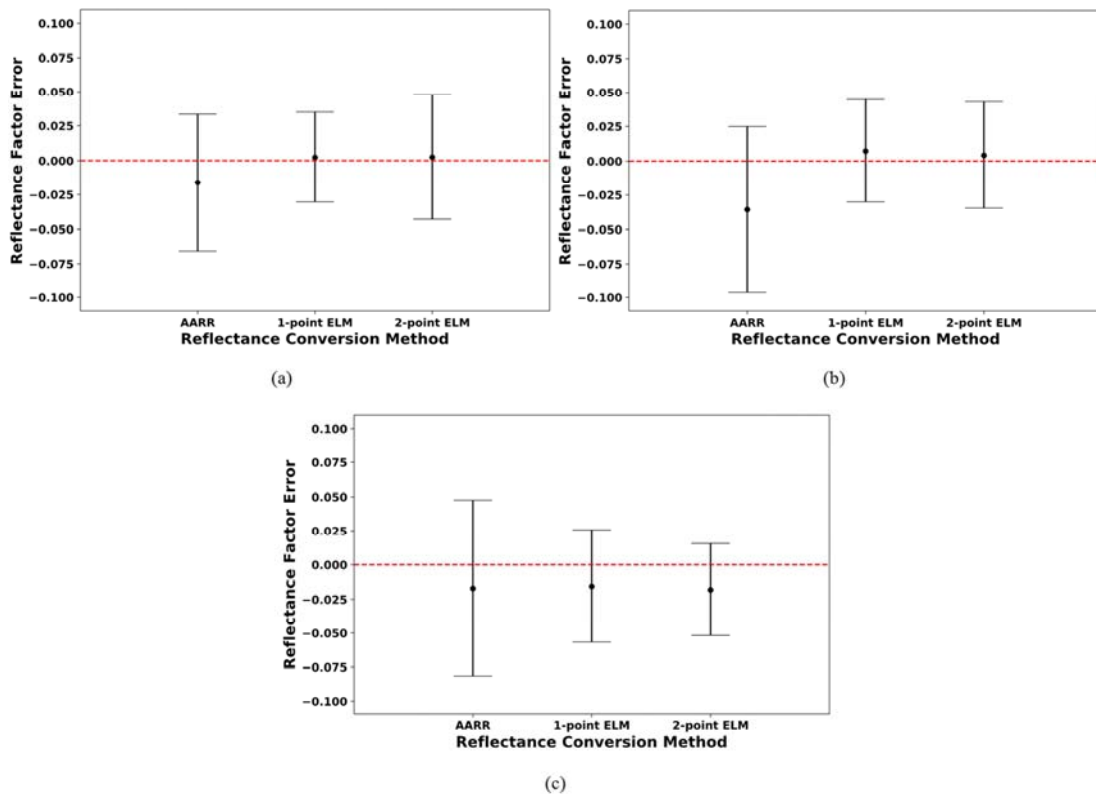 Reflectance Factor Error
0.100
0.075
0.050
0.025
0.000
−0.025
−0.050
−0.075
−0.100
AARR 1-point ELM 2-point ELM
Reflectance Conversion Method
(a)
Reflectance Factor Error
0.100
0.075
0.050
0.025
0.000
−0.025
−0.050
−0.075
−0.100
AARR 1-point ELM 2-point ELM
Reflectance Conversion Method
(b)
Reflectance Factor Error
0.100
0.075
0.050
0.025
0.000
−0.025
−0.050
−0.075
−0.100
AARR 1-point ELM 2-point ELM
Reflectance Conversion Method
(c)